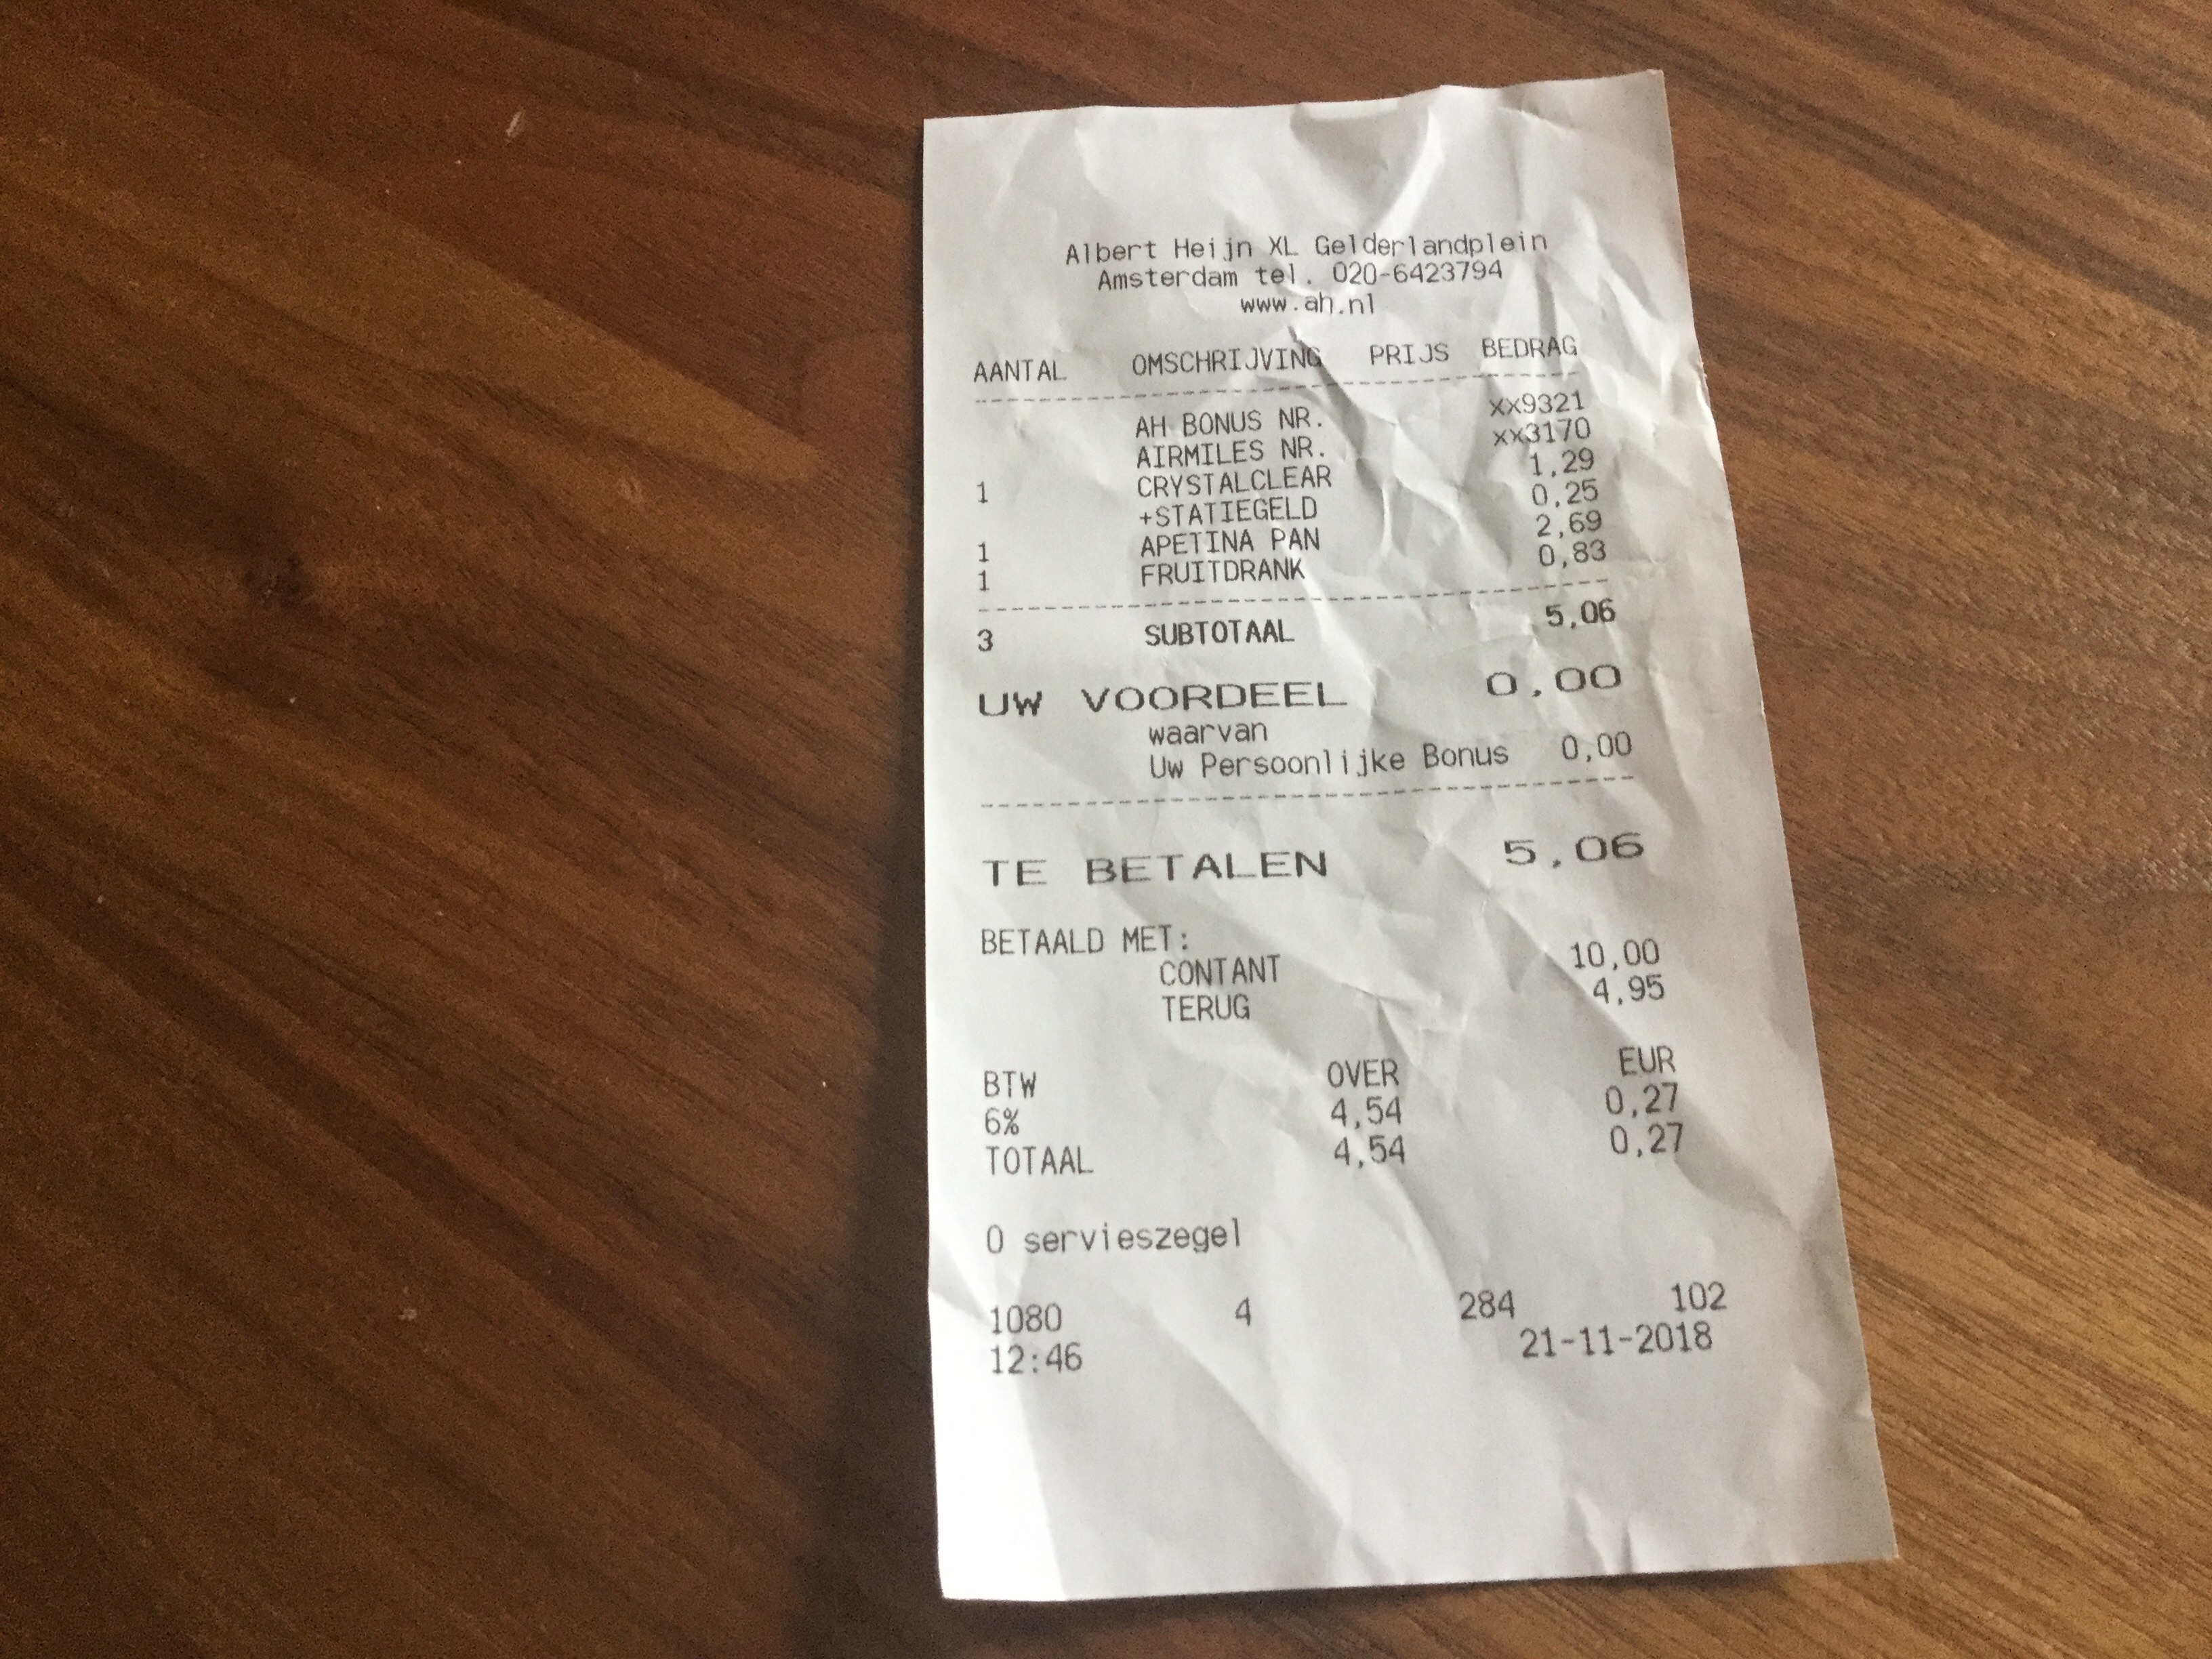 Albert Heijn XL Gelderlandplein
Amsterdam tel. 020-6423794
www.ah.nl
AANTAL OMSCHRIJVING PRIJS BEDRAG
AH BONUS NR. xx9321
AIRMILES NR. xx3170
1 CRYSTALCLEAR 1,29
+STATIEGELD 0,25
1 APETINA PAN 2,69
1 FRUITDRANK 0,83
3 SUBTOTAAL 5,06
UW VOORDEEL 0,00
waarvan
Uw Persoonlijke Bonus 0,00
TE BETALEN 5,06
BETAALD MET:
CONTANT 10,00
TERUG 4,95
BTW OVER EUR
6% 4,54 0,27
TOTAAL 4,54 0,27
0 servieszegel
1080 4 284 102
12:46 21-11-2018